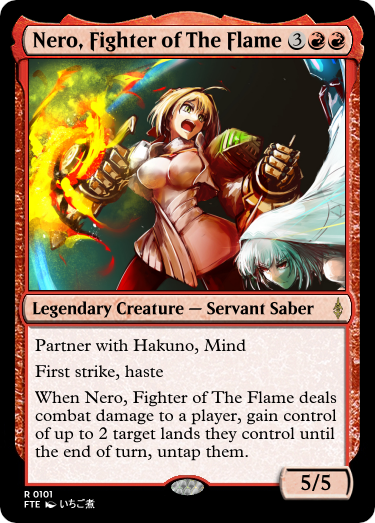 Nero, Fighter of The Flame 3
Legendary Creature — Servant Saber
Partner with Hakuno, Mind
First strike, haste
When Nero, Fighter of The Flame deals
combat damage to a player, gain control
of up to 2 target lands they control until
the end of turn, untap them.
5/5
R 0101
FTE いちご煮